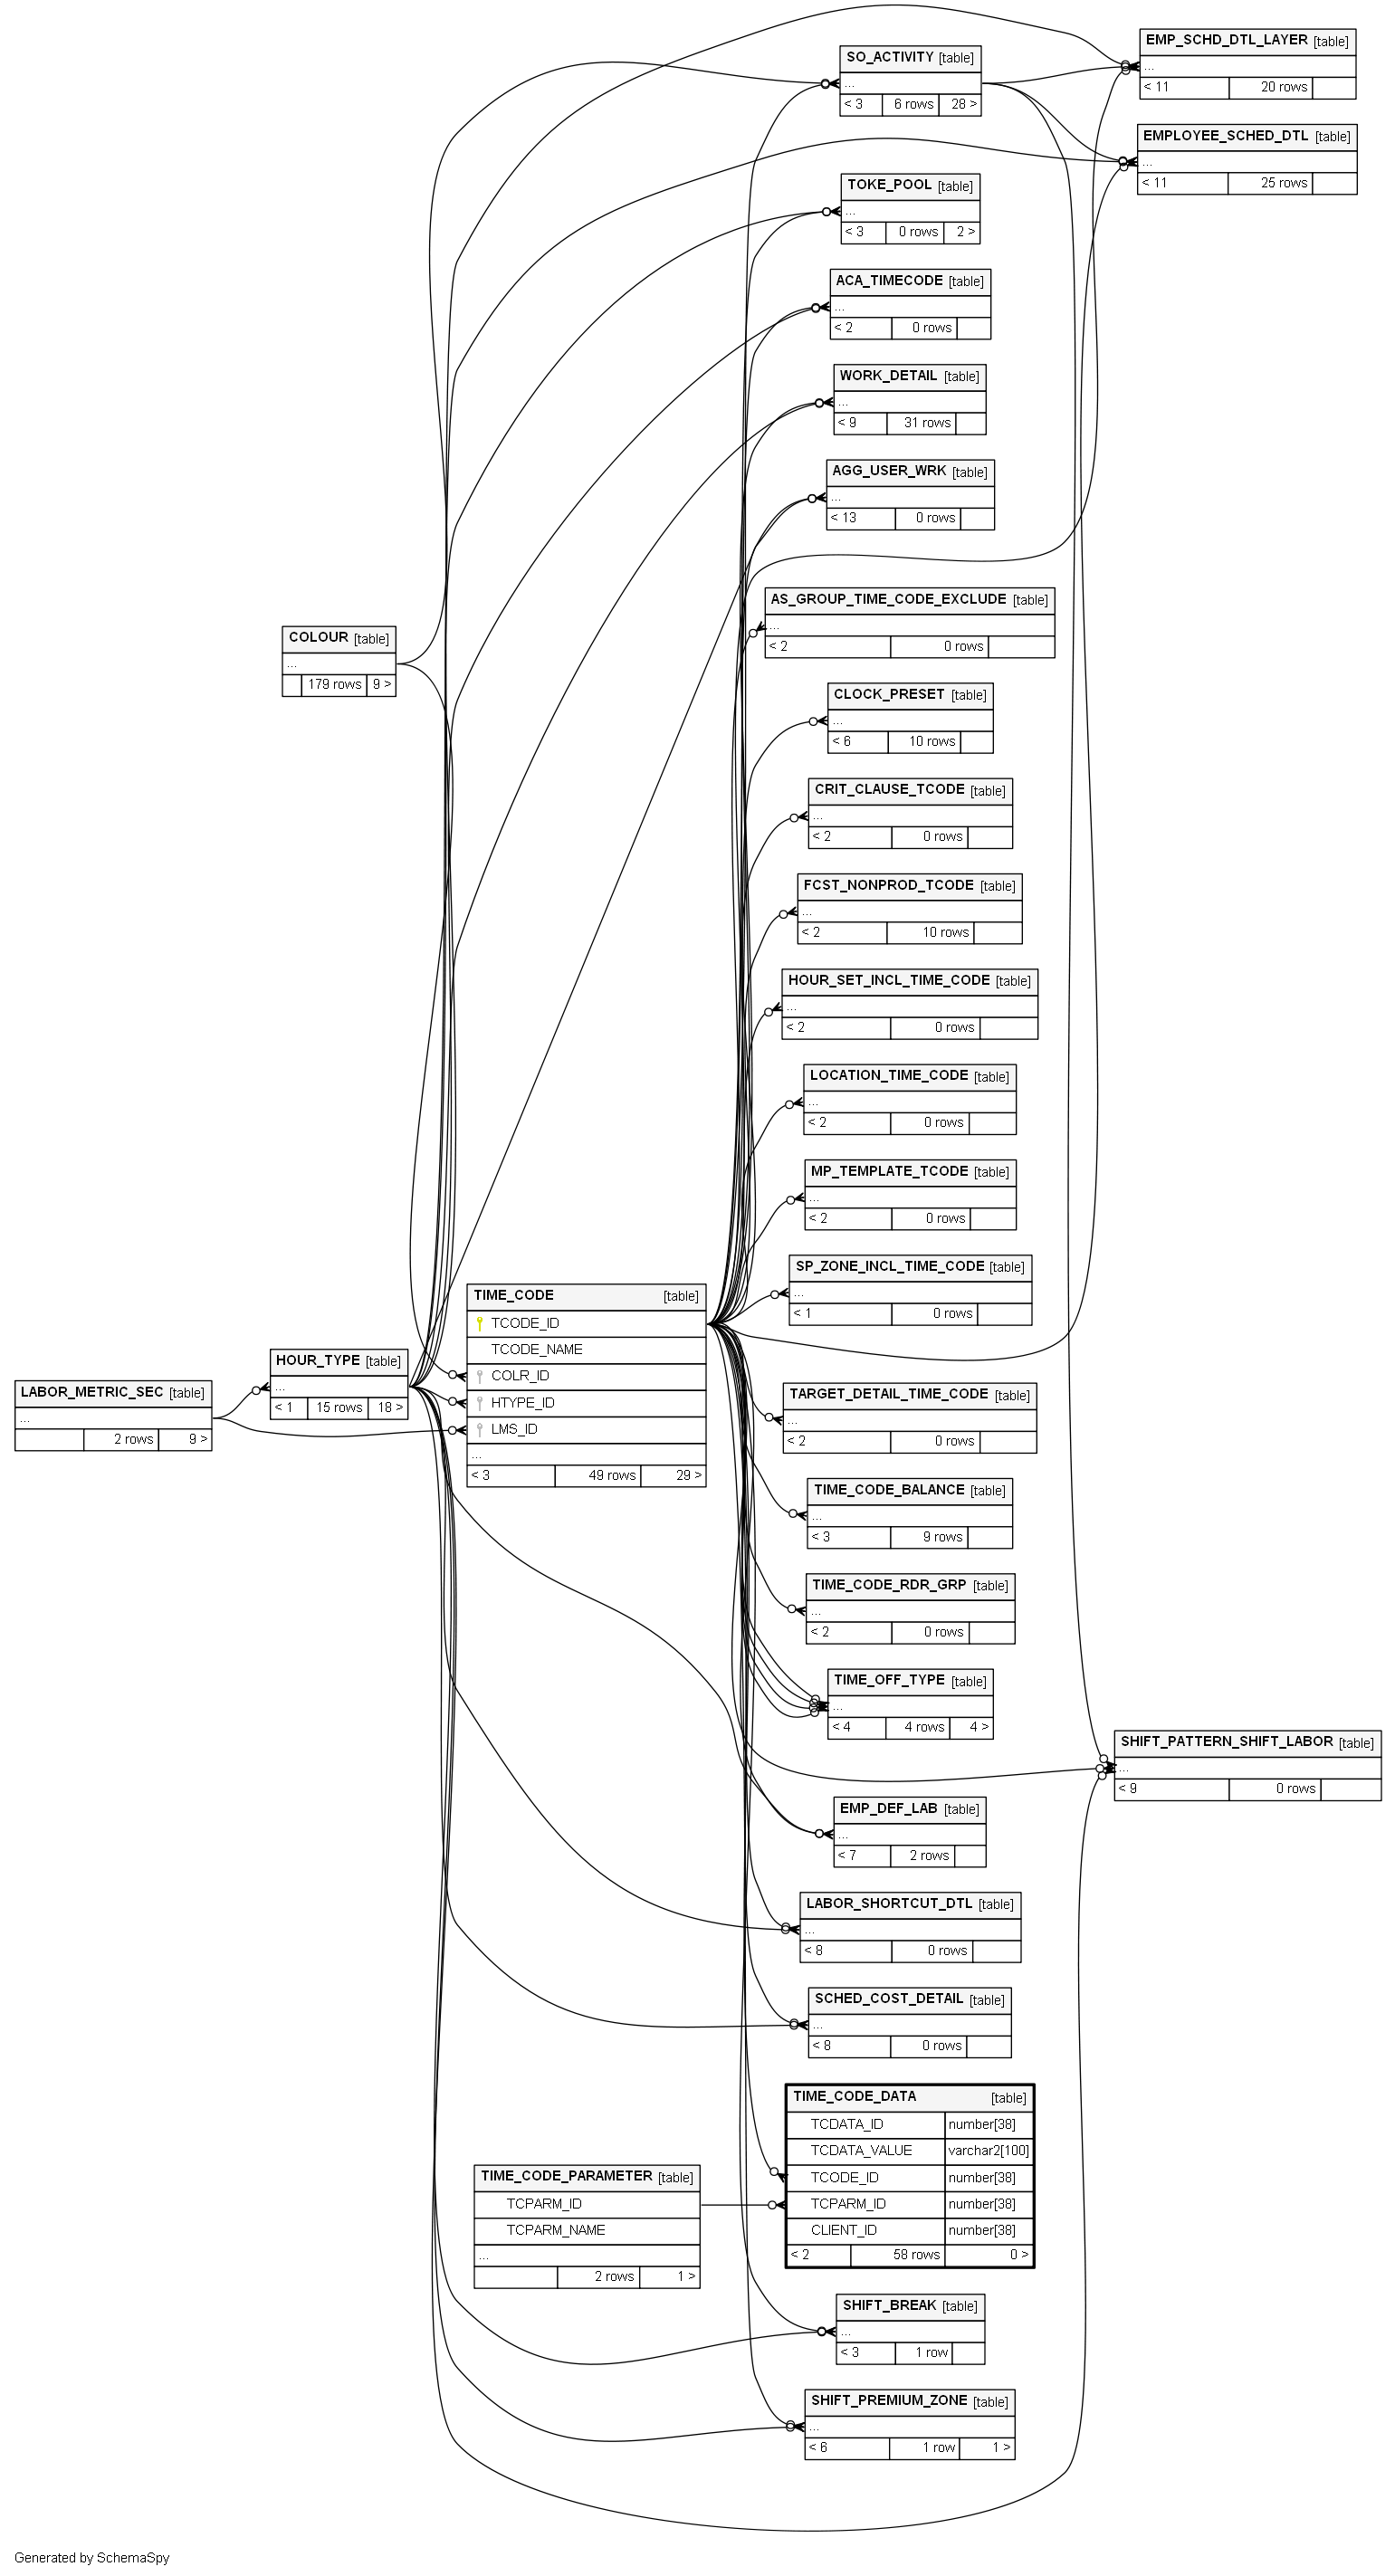 EMP_SCHD_DTL_LAYER [table]
...
< 11 20 rows
SO_ACTIVITY [table]
...
< 3 6 rows 28 >
EMPLOYEE_SCHED_DTL [table]
...
< 11 25 rows
TOKE_POOL [table]
...
< 3 0 rows 2 >
ACA_TIMECODE [table]
...
< 2 0 rows
WORK_DETAIL [table]
...
< 9 31 rows
AGG_USER_WRK [table]
...
< 13 0 rows
AS_GROUP_TIME_CODE_EXCLUDE [table]
...
< 2 0 rows
COLOUR [table]
...
179 rows 9 >
CLOCK_PRESET [table]
...
< 6 10 rows
CRIT_CLAUSE_TCODE [table]
...
< 2 0 rows
FCST_NONPROD_TCODE [table]
...
< 2 10 rows
HOUR_SET_INCL_TIME_CODE [table]
...
< 2 0 rows
LOCATION_TIME_CODE [table]
...
< 2 0 rows
MP_TEMPLATE_TCODE [table]
...
< 2 0 rows
SP_ZONE_INCL_TIME_CODE [table]
...
< 1 0 rows
TIME_CODE [table]
TCODE_ID
TCODE_NAME
COLR_ID
HTYPE_ID
LMS_ID
...
< 3 49 rows 29 >
HOUR_TYPE [table]
...
< 1 15 rows 18 >
LABOR_METRIC_SEC [table]
...
2 rows 9 >
TARGET_DETAIL_TIME_CODE [table]
...
< 2 0 rows
TIME_CODE_BALANCE [table]
...
< 3 9 rows
TIME_CODE_RDR_GRP [table]
...
< 2 0 rows
TIME_OFF_TYPE [table]
...
< 4 4 rows 4 >
SHIFT_PATTERN_SHIFT_LABOR [table]
...
< 9 0 rows
EMP_DEF_LAB [table]
...
< 7 2 rows
LABOR_SHORTCUT_DTL [table]
...
< 8 0 rows
SCHED_COST_DETAIL [table]
...
< 8 0 rows
TIME_CODE_DATA [table]
TCDATA_ID number[38]
TCDATA_VALUE varchar2[100]
TCODE_ID number[38]
TCPARM_ID number[38]
CLIENT_ID number[38]
< 2 58 rows 0 >
TIME_CODE_PARAMETER [table]
TCPARM_ID
TCPARM_NAME
...
2 rows 1 >
SHIFT_BREAK [table]
...
< 3 1 row
SHIFT_PREMIUM_ZONE [table]
...
< 6 1 row 1 >
Generated by SchemaSpy